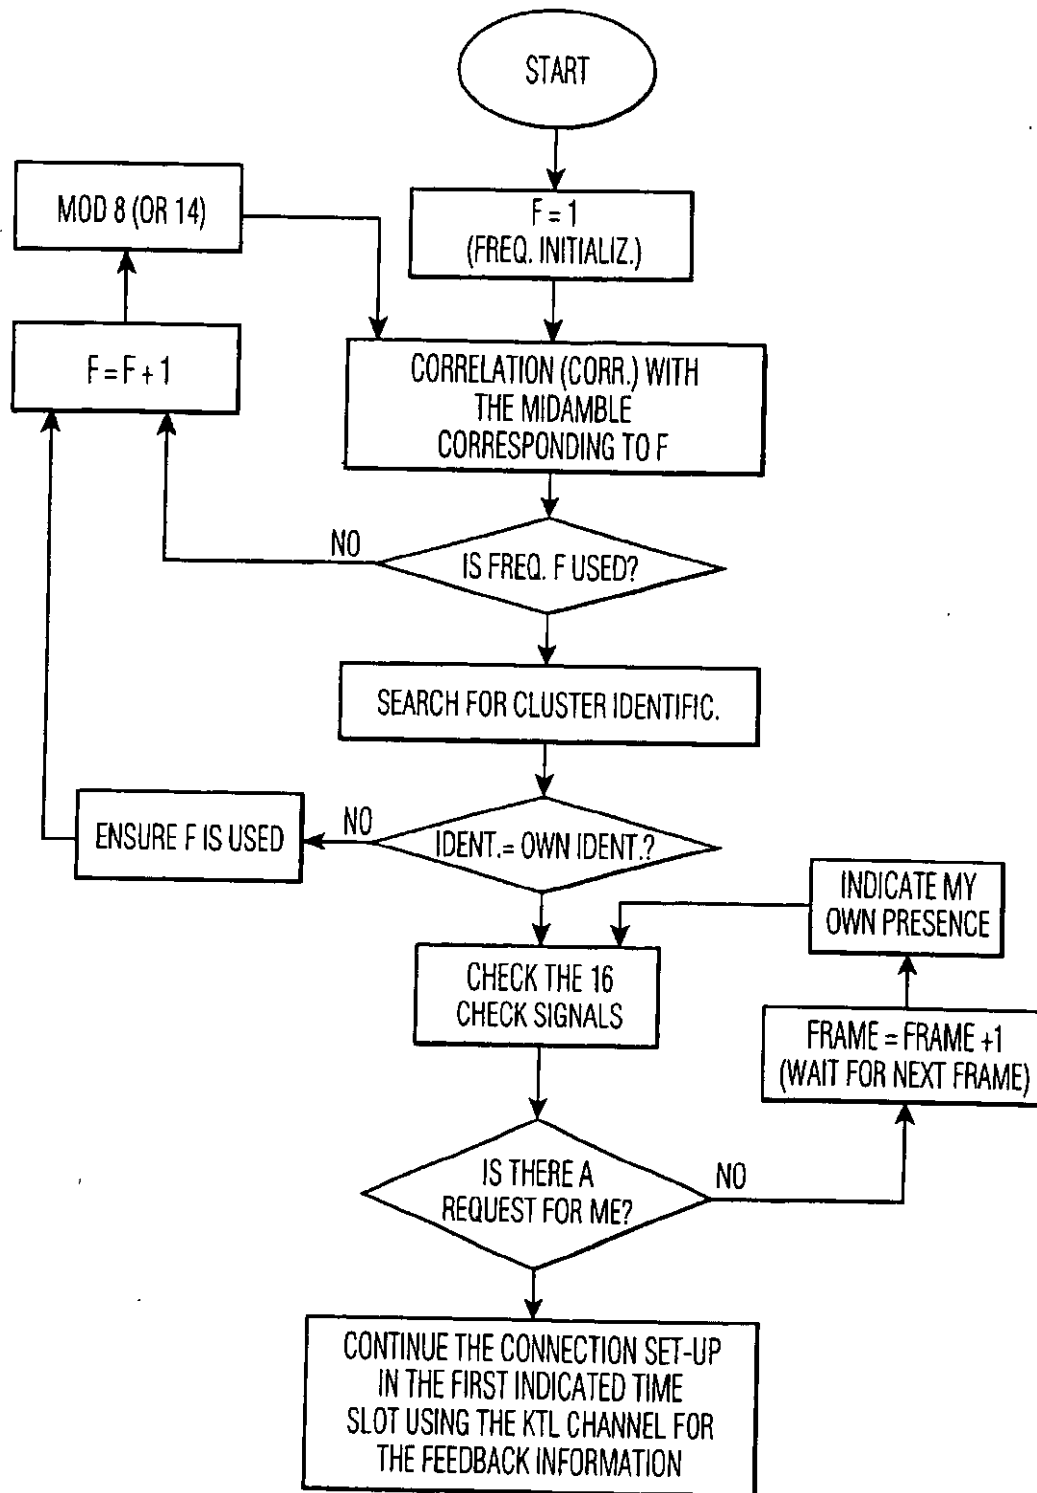 START
F = 1
(FREQ. INITIALIZ.)
MOD 8 (OR 14)
F = F + 1
CORRELATION (CORR.) WITH
THE MIDAMBLE
CORRESPONDING TO F
NO
IS FREQ. F USED?
SEARCH FOR CLUSTER IDENTIFIC.
ENSURE F IS USED
NO
IDENT.= OWN IDENT.?
INDICATE MY
OWN PRESENCE
CHECK THE 16
CHECK SIGNALS
FRAME = FRAME +1
(WAIT FOR NEXT FRAME)
IS THERE A
REQUEST FOR ME?
NO
CONTINUE THE CONNECTION SET-UP
IN THE FIRST INDICATED TIME
SLOT USING THE KTL CHANNEL FOR
THE FEEDBACK INFORMATION